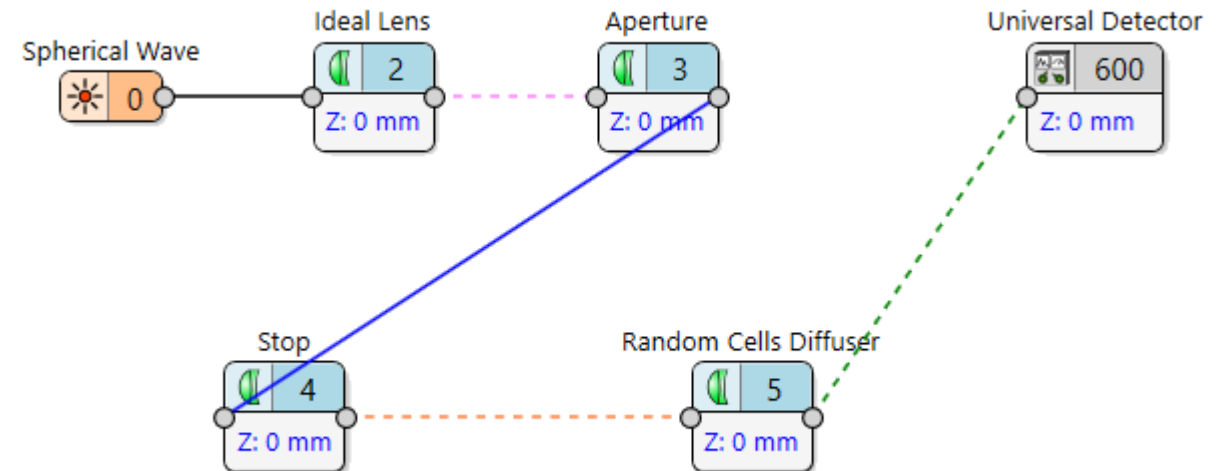 Spherical Wave
0
Ideal Lens
2
Z: 0 mm
Aperture
3
Z: 0 mm
Universal Detector
600
Z: 0 mm
Stop
4
Z: 0 mm
Random Cells Diffuser
5
Z: 0 mm